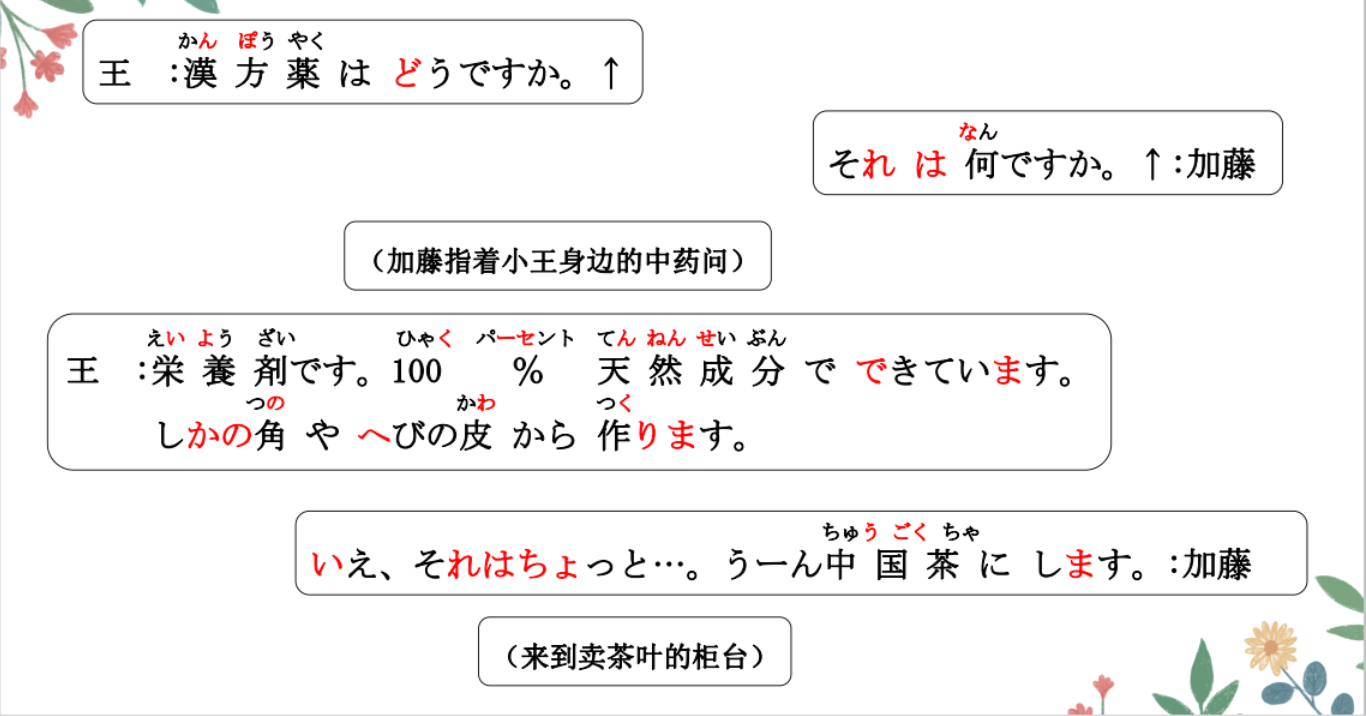 かん ぽう やく
王 :漢 方 薬 は どうですか。↑
なん
それ は 何ですか。↑:加藤
（加藤指着小王身边的中药问）
えい よう ざい ひゃく パーセント てん ねん せい ぶん
王 :栄 養 剤です。100 % 天 然 成 分 で できています。
つの かわ つく
しかの角 や へびの皮 から 作ります。
ちゅう ごく ちゃ
いえ、それはちょっと…。うーん中 国 茶 に します。:加藤
（来到卖茶叶的柜台）